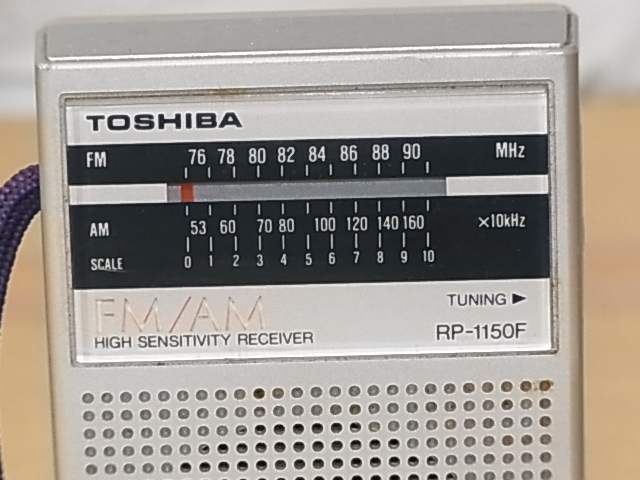 TOSHIBA
FM 76 78 80 82 84 86 88 90 MHz
AM 53 60 70 80 100 120 140 160 ×10kHz
SCALE 0 1 2 3 4 5 6 7 8 9 10
TUNING ▶
FM/AM
HIGH SENSITIVITY RECEIVER RP-1150F